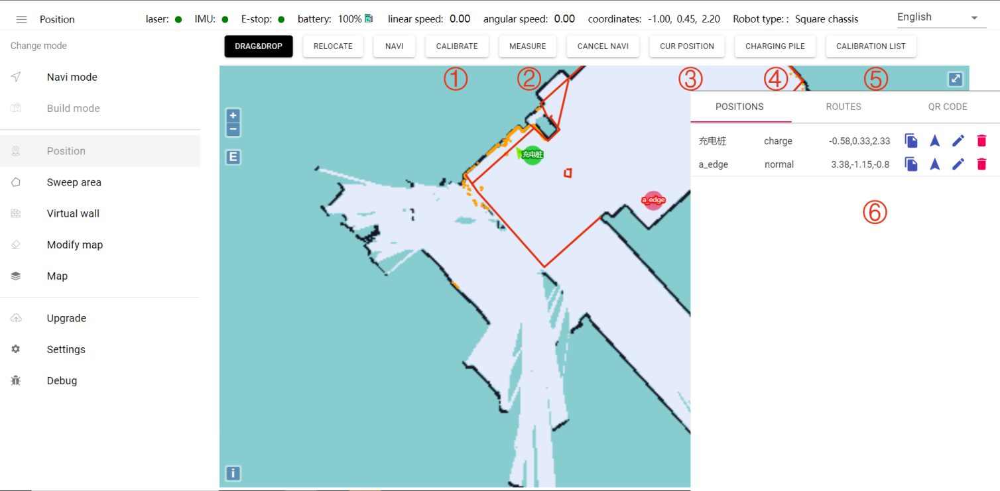 Position laser: IMU: E-stop: battery: 100% linear speed: 0.00 angular speed: 0.00 coordinates: -1.00, 0.45, 2.20 Robot type: : Square chassis English
Change mode
Navi mode
Build mode
Position
Sweep area
Virtual wall
Modify map
Map
Upgrade
Settings
Debug
DRAG&DROP RELOCATE NAVI CALIBRATE MEASURE CANCEL NAVI CUR POSITION CHARGING PILE CALIBRATION LIST
① ② ③ ④ ⑤
+
−
E
充电桩
a_edge
i
POSITIONS ROUTES QR CODE
充电桩 charge -0.58,0.33,2.33
a_edge normal 3.38,-1.15,-0.8
⑥